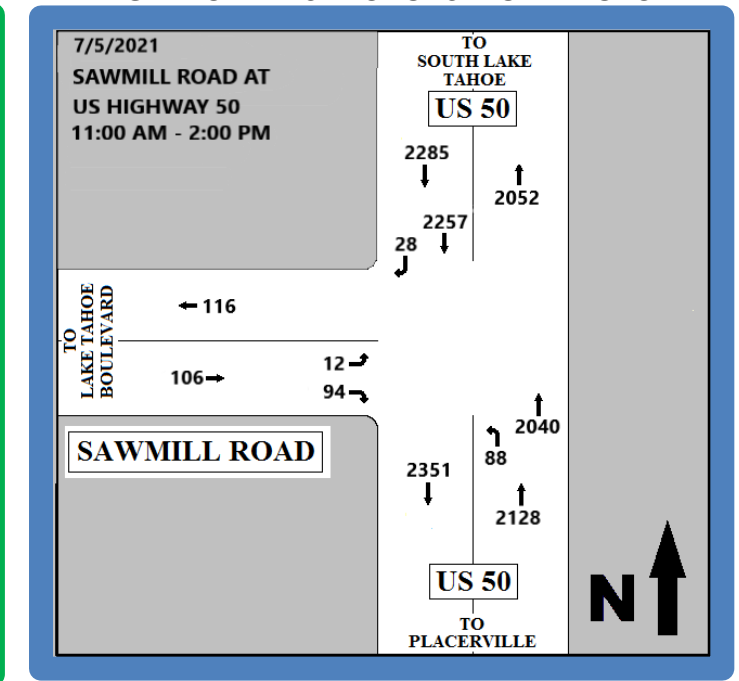 7/5/2021
SAWMILL ROAD AT
US HIGHWAY 50
11:00 AM - 2:00 PM
TO
SOUTH LAKE
TAHOE
US 50
2285
2052
2257
28
116
TO
LAKE TAHOE
BOULEVARD
106
12
94
SAWMILL ROAD
2040
88
2351
2128
US 50
TO
PLACERVILLE
N